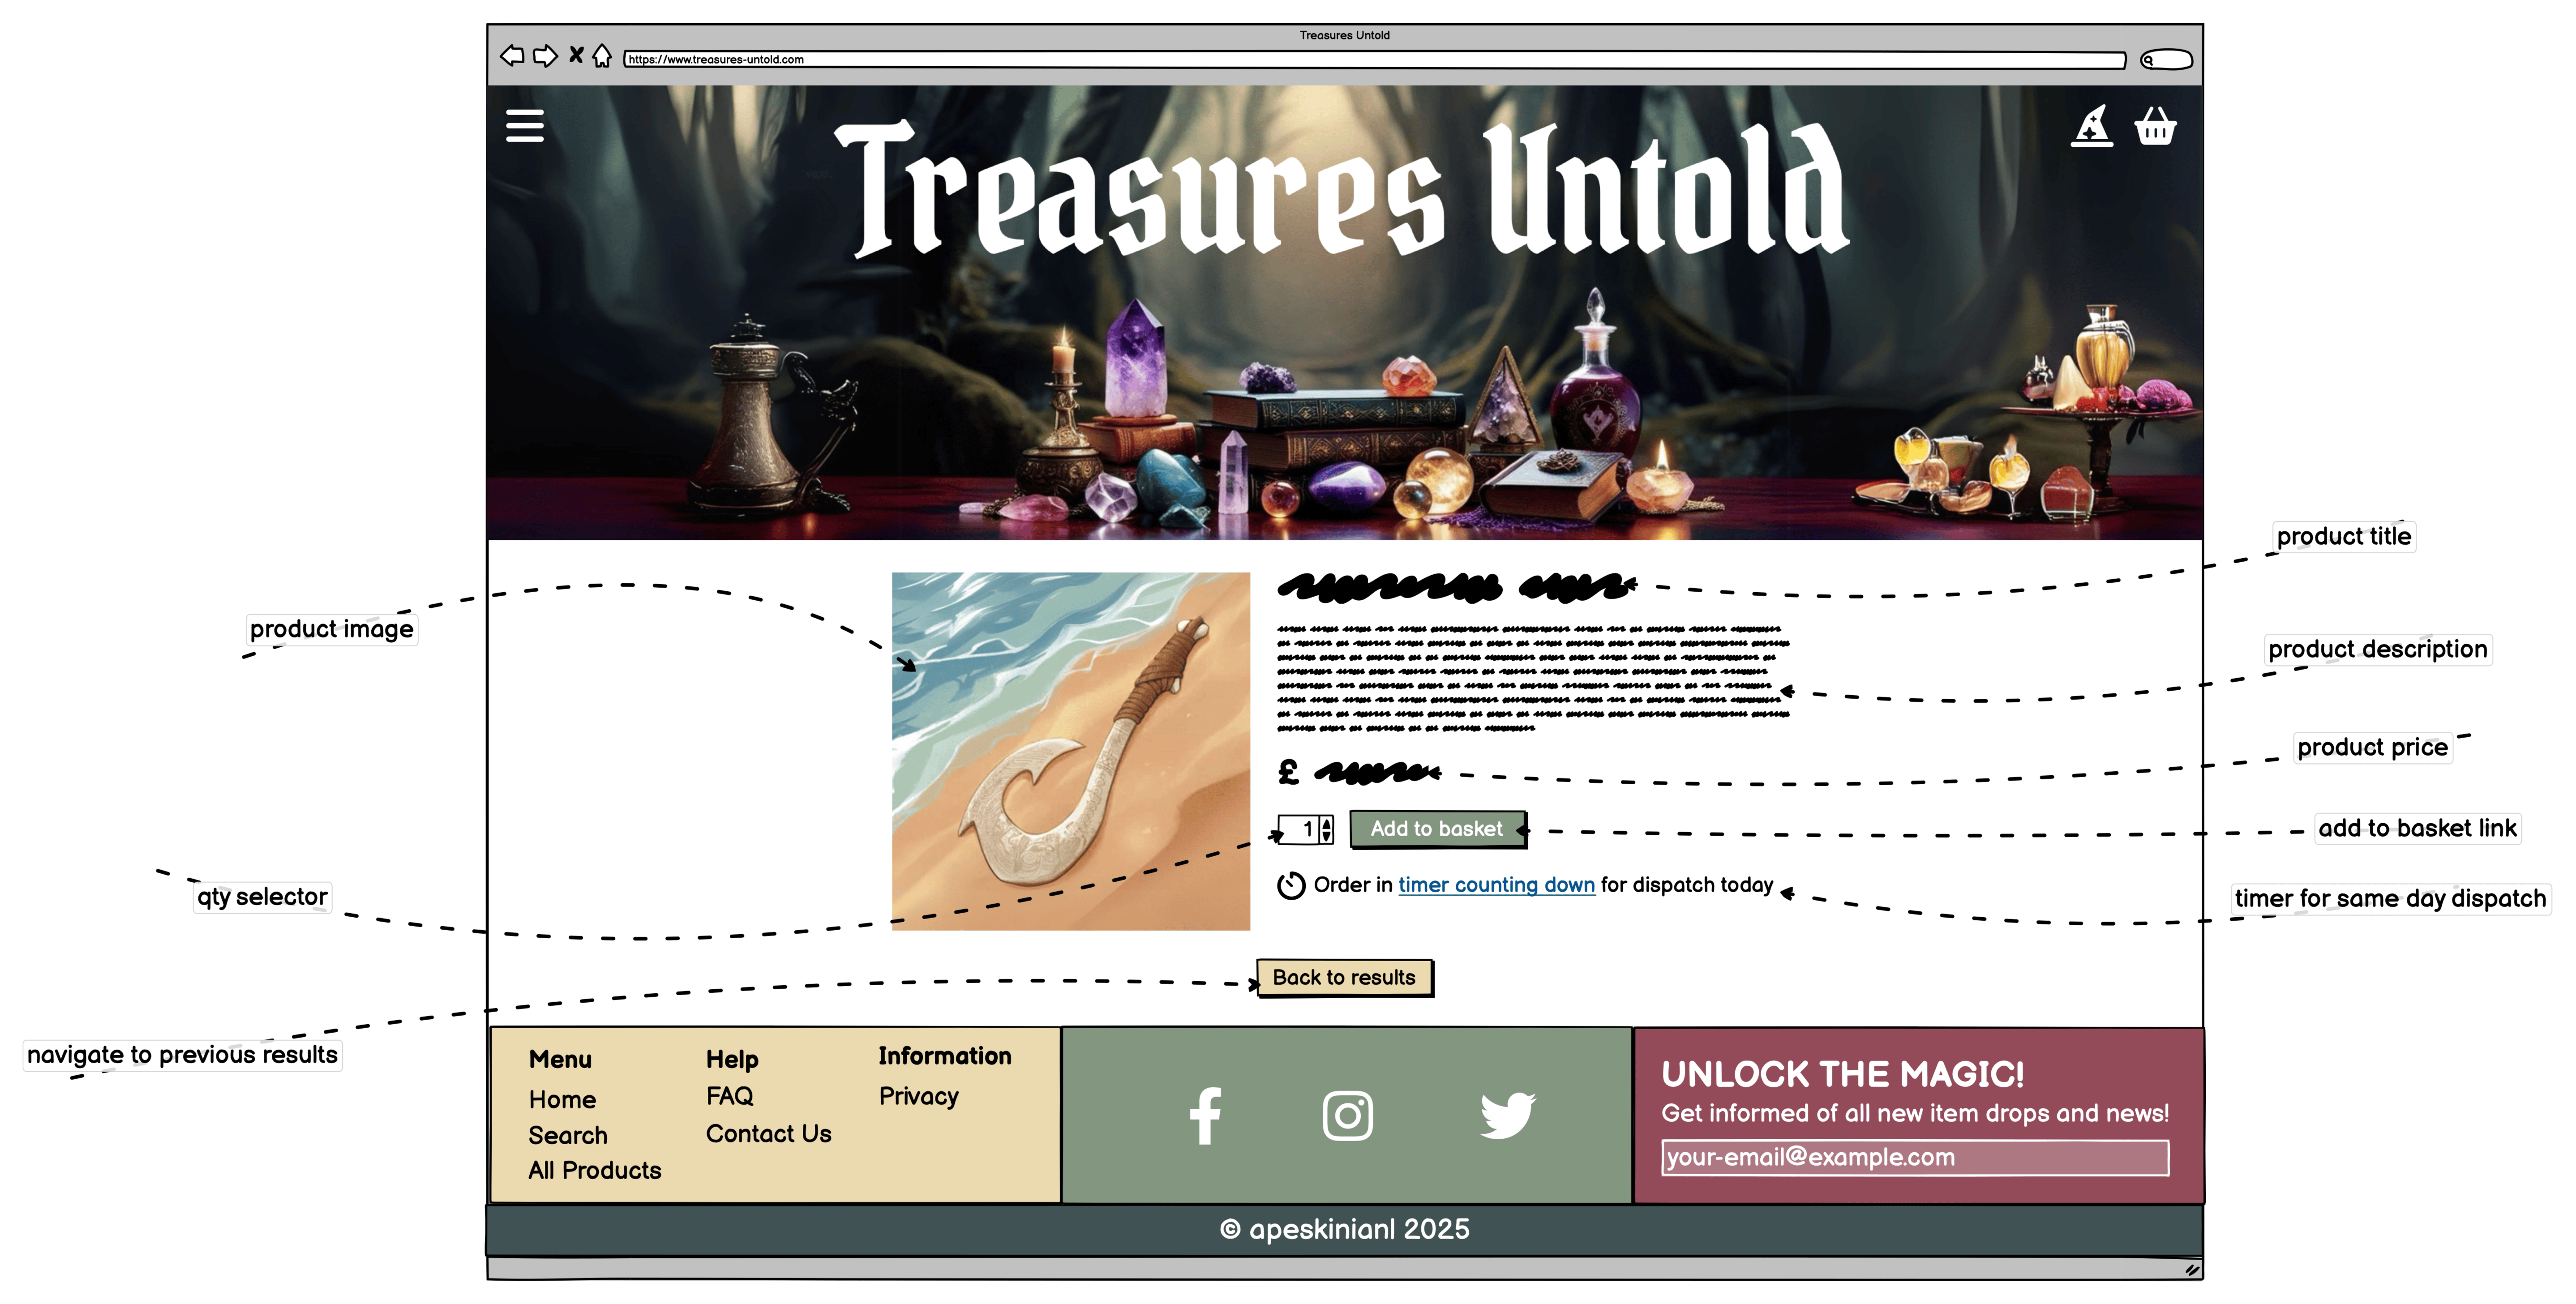 Treasures Untold
https://www.treasures-untold.com
Treasures Untold
product title
product image
product description
product price
£
1
Add to basket
add to basket link
qty selector
Order in timer counting down for dispatch today
timer for same day dispatch
Back to results
navigate to previous results
Menu
Home
Search
All Products
Help
FAQ
Contact Us
Information
Privacy
UNLOCK THE MAGIC!
Get informed of all new item drops and news!
your-email@example.com
© apeskinianl 2025